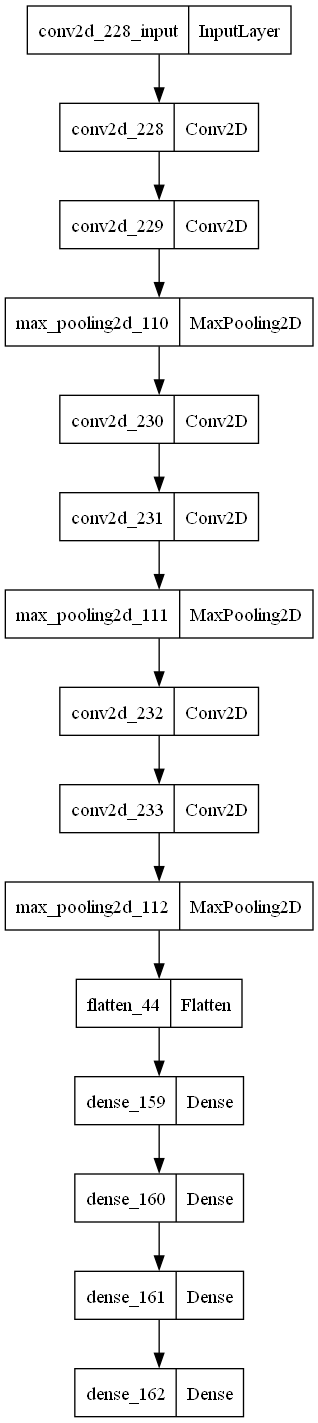 conv2d_228_input InputLayer
conv2d_228 Conv2D
conv2d_229 Conv2D
max_pooling2d_110 MaxPooling2D
conv2d_230 Conv2D
conv2d_231 Conv2D
max_pooling2d_111 MaxPooling2D
conv2d_232 Conv2D
conv2d_233 Conv2D
max_pooling2d_112 MaxPooling2D
flatten_44 Flatten
dense_159 Dense
dense_160 Dense
dense_161 Dense
dense_162 Dense